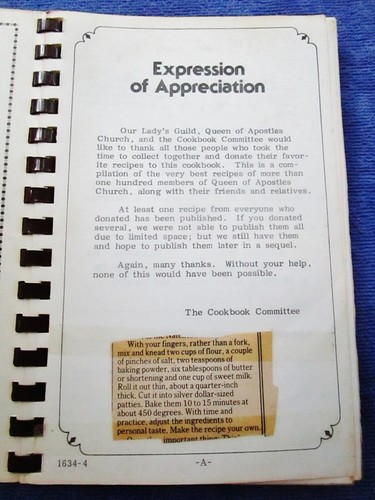 Expression
of Appreciation
Our Lady's Guild, Queen of Apostles
Church, and the Cookbook Committee would
like to thank all those people who took the
time to collect together and donate their favor-
ite recipes to this cookbook. This is a com-
pilation of the very best recipes of more than
one hundred members of Queen of Apostles
Church, along with their friends and relatives.
At least one recipe from everyone who
donated has been published. If you donated
several, we were not able to publish them all
due to limited space; but we still have them
and hope to publish them later in a sequel.
Again, many thanks. Without your help,
none of this would have been possible.
The Cookbook Committee
With your fingers, rather than a fork,
mix and knead two cups of flour, a couple
of pinches of salt, two teaspoons of
baking powder, six tablespoons of butter
or shortening and one cup of sweet milk.
Roll it out thin, about a quarter-inch
thick. Cut it into silver dollar-sized
patties. Bake them 10 to 15 minutes at
about 450 degrees. With time and
practice, adjust the ingredients to
personal taste. Make the recipe your own.
important thing:
1634-4 -A-